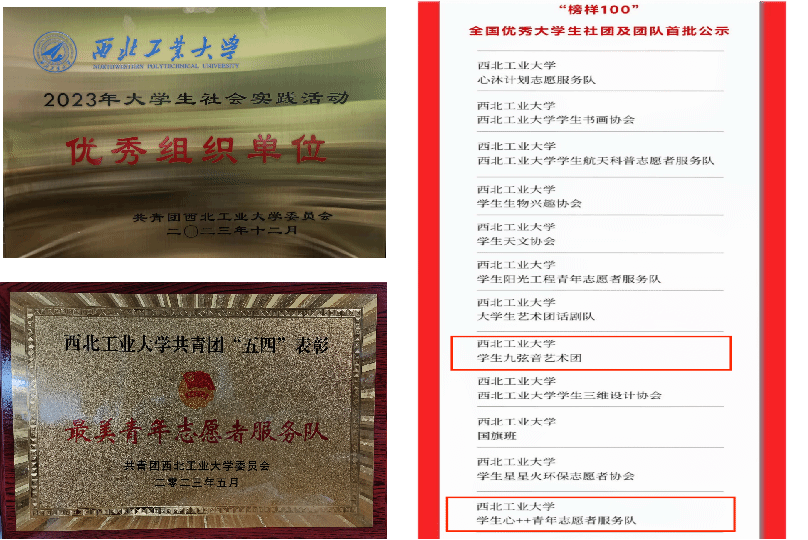 西北工业大学
NORTHWESTERN POLYTECHNICAL UNIVERSITY
2023年大学生社会实践活动
优秀组织单位
共青团西北工业大学委员会
二〇二三年十二月
西北工业大学共青团“五四”表彰
最美青年志愿者服务队
共青团西北工业大学委员会
二零二三年五月
“榜样100”
全国优秀大学生社团及团队首批公示
西北工业大学
心沐计划志愿服务队
西北工业大学
西北工业大学学生书画协会
西北工业大学
西北工业大学学生航天科普志愿者服务队
西北工业大学
学生生物兴趣协会
西北工业大学
学生天文协会
西北工业大学
学生阳光工程青年志愿者服务队
西北工业大学
大学生艺术团话剧队
西北工业大学
学生九弦音艺术团
西北工业大学
西北工业大学学生三维设计协会
西北工业大学
国旗班
西北工业大学
学生星星火环保志愿者协会
西北工业大学
学生心++青年志愿者服务队